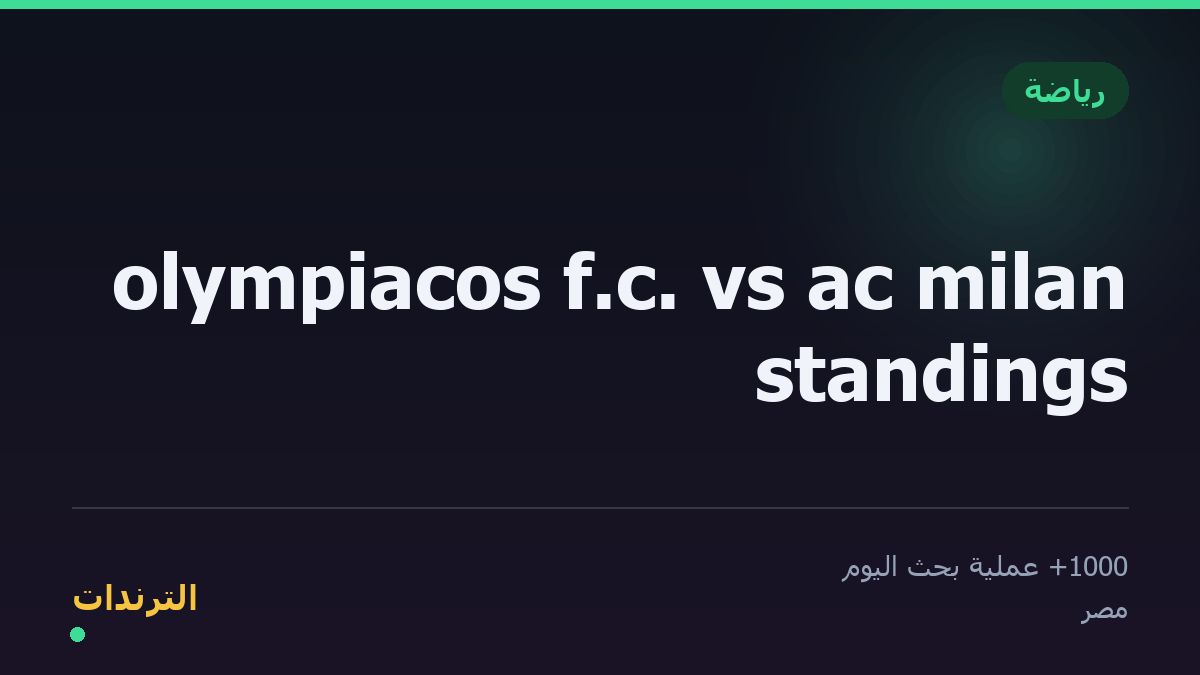 رياضة
olympiacos f.c. vs ac milan
standings
1000+ عملية بحث اليوم
مصر
الترندات